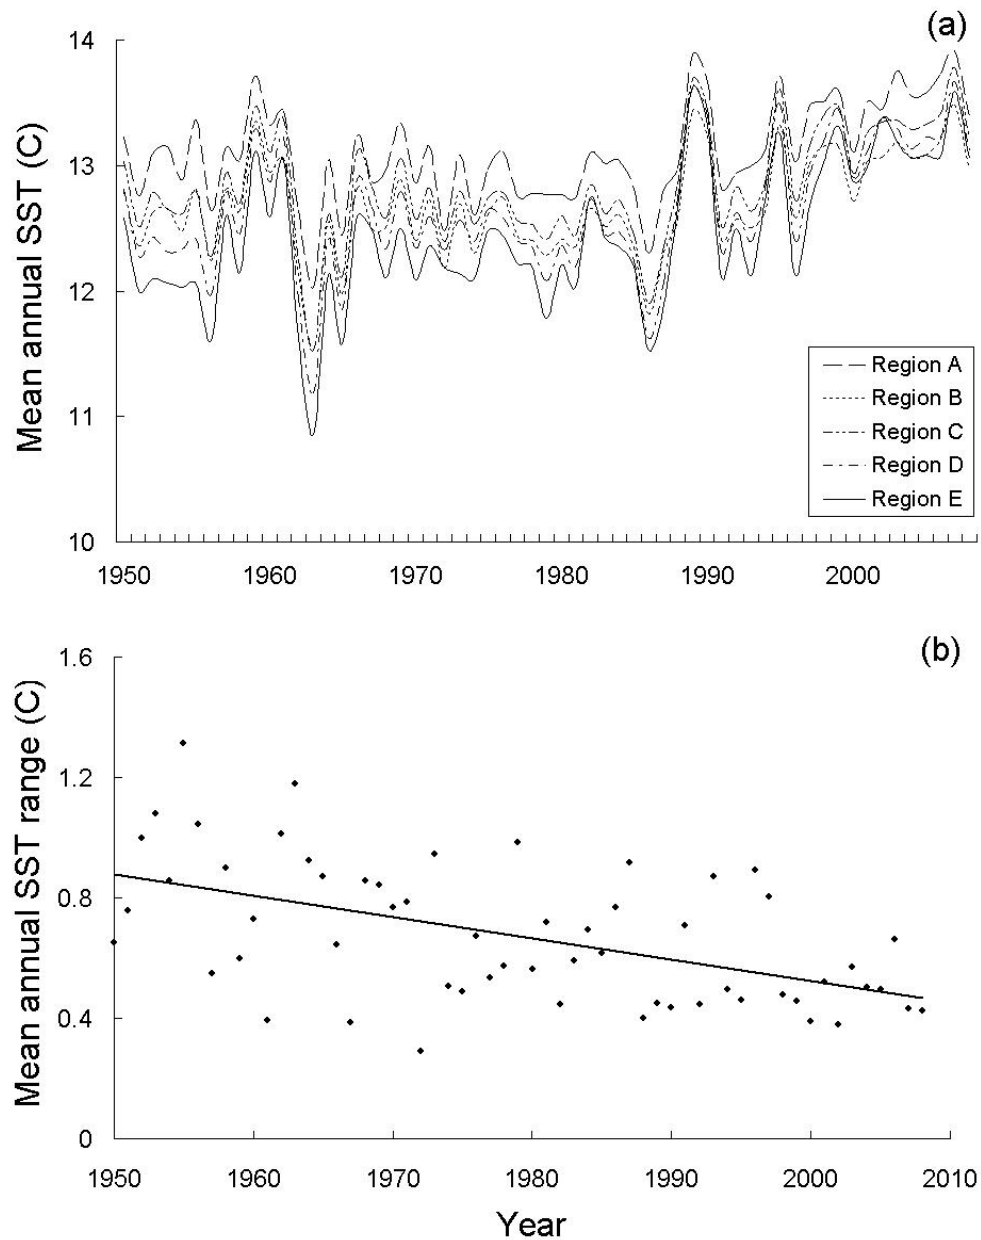 (a)
Mean annual SST (C)
14
13
12
11
10
Region A
Region B
Region C
Region D
Region E
1950 1960 1970 1980 1990 2000
(b)
Mean annual SST range (C)
1.6
1.2
0.8
0.4
0
1950 1960 1970 1980 1990 2000 2010
Year